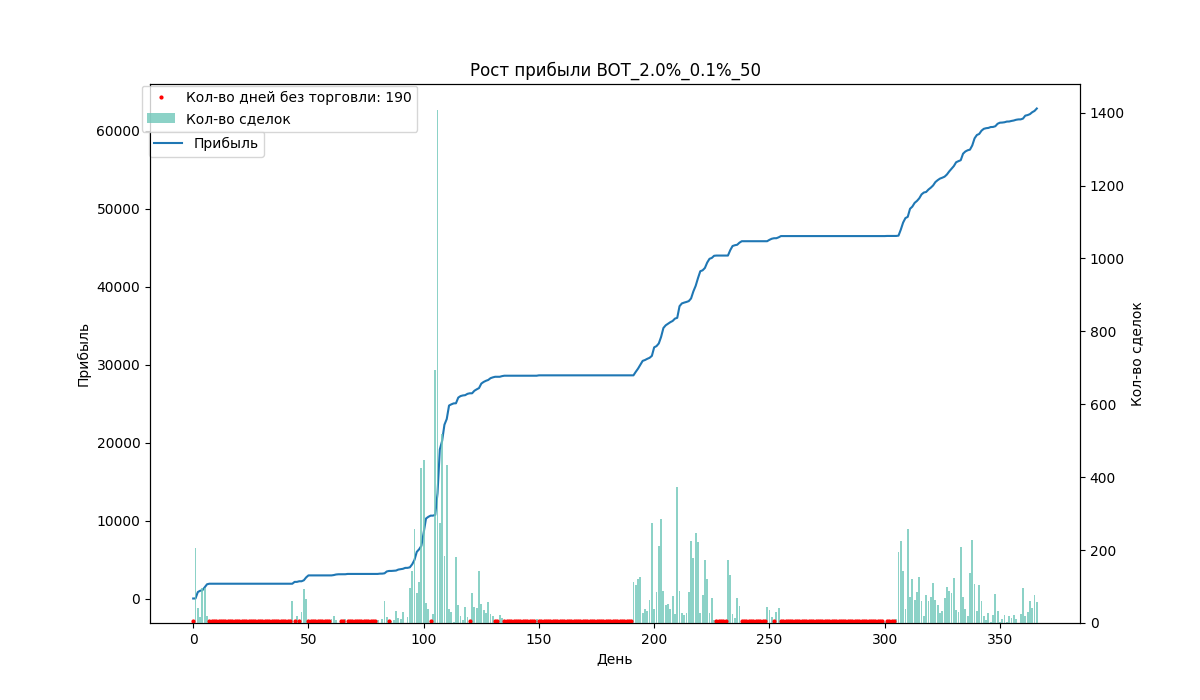 Рост прибыли BOT_2.0%_0.1%_50
Кол-во дней без торговли: 190
Кол-во сделок
Прибыль
60000
50000
40000
30000
20000
10000
0
Прибыль
1400
1200
1000
800
600
400
200
0
Кол-во сделок
0 50 100 150 200 250 300 350
День